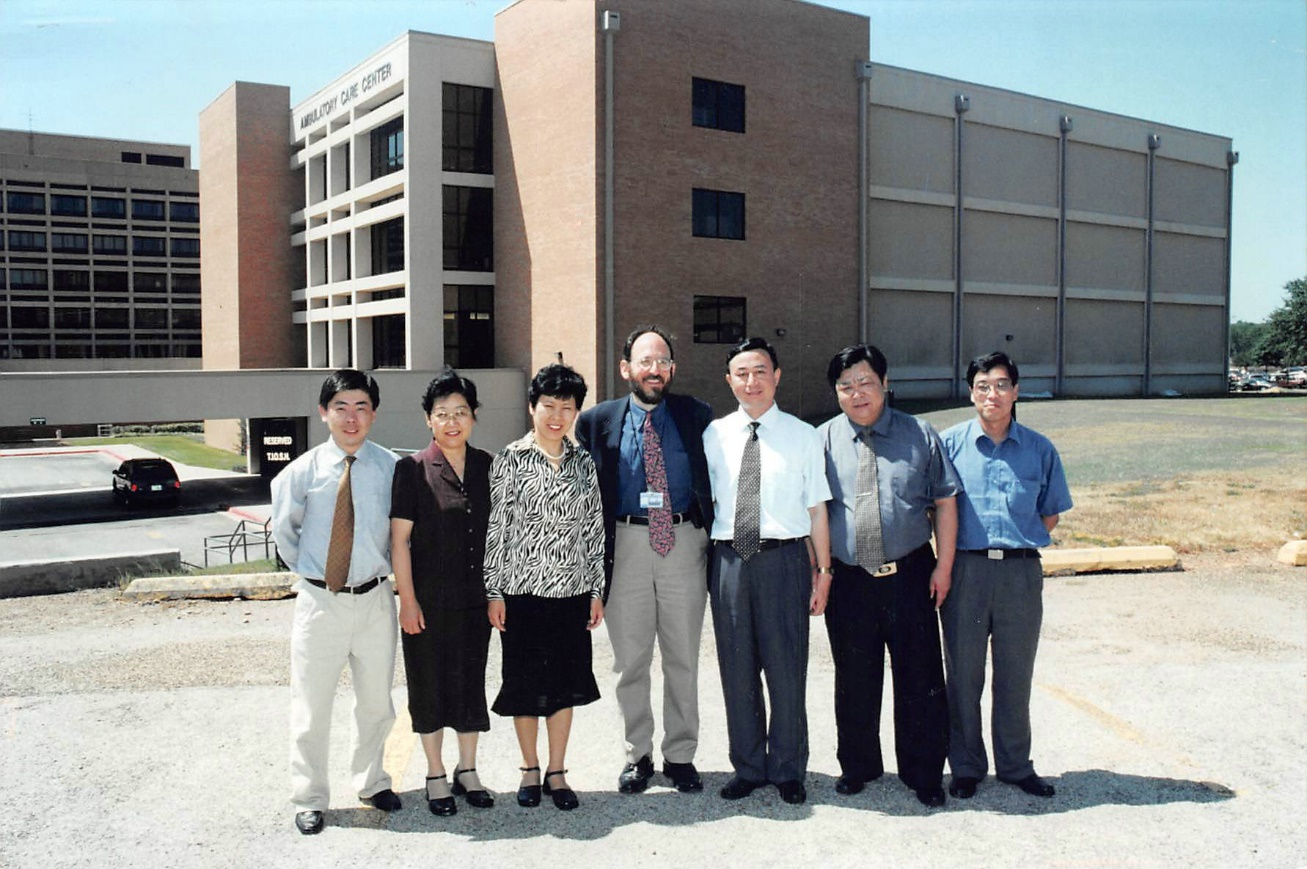 AMBULATORY CARE CENTER
RESERVED
T.I.O.S.H.